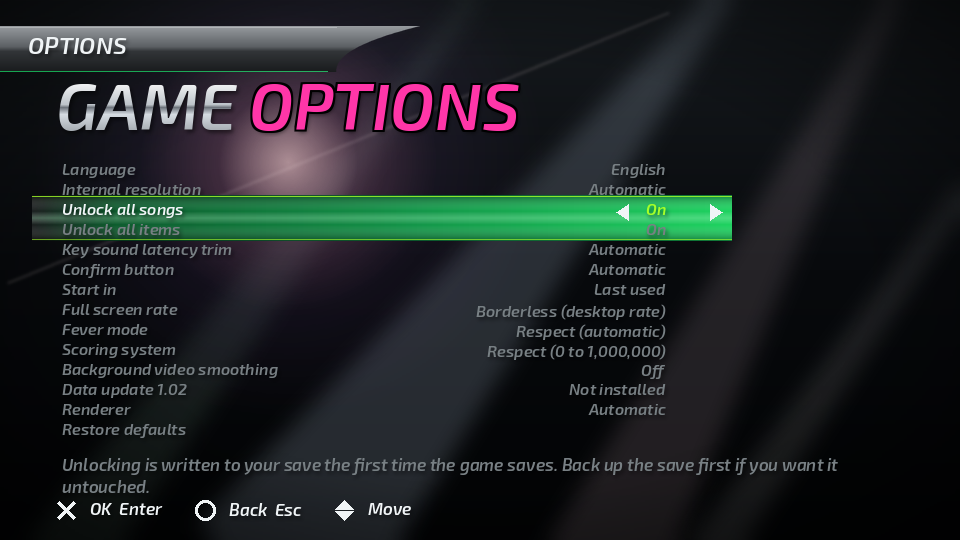 OPTIONS
GAME OPTIONS
Language English
Internal resolution Automatic
Unlock all songs On
Unlock all items On
Key sound latency trim Automatic
Confirm button Automatic
Start in Last used
Full screen rate Borderless (desktop rate)
Fever mode Respect (automatic)
Scoring system Respect (0 to 1,000,000)
Background video smoothing Off
Data update 1.02 Not installed
Renderer Automatic
Restore defaults
Unlocking is written to your save the first time the game saves. Back up the save first if you want it
untouched.
OK Enter Back Esc Move